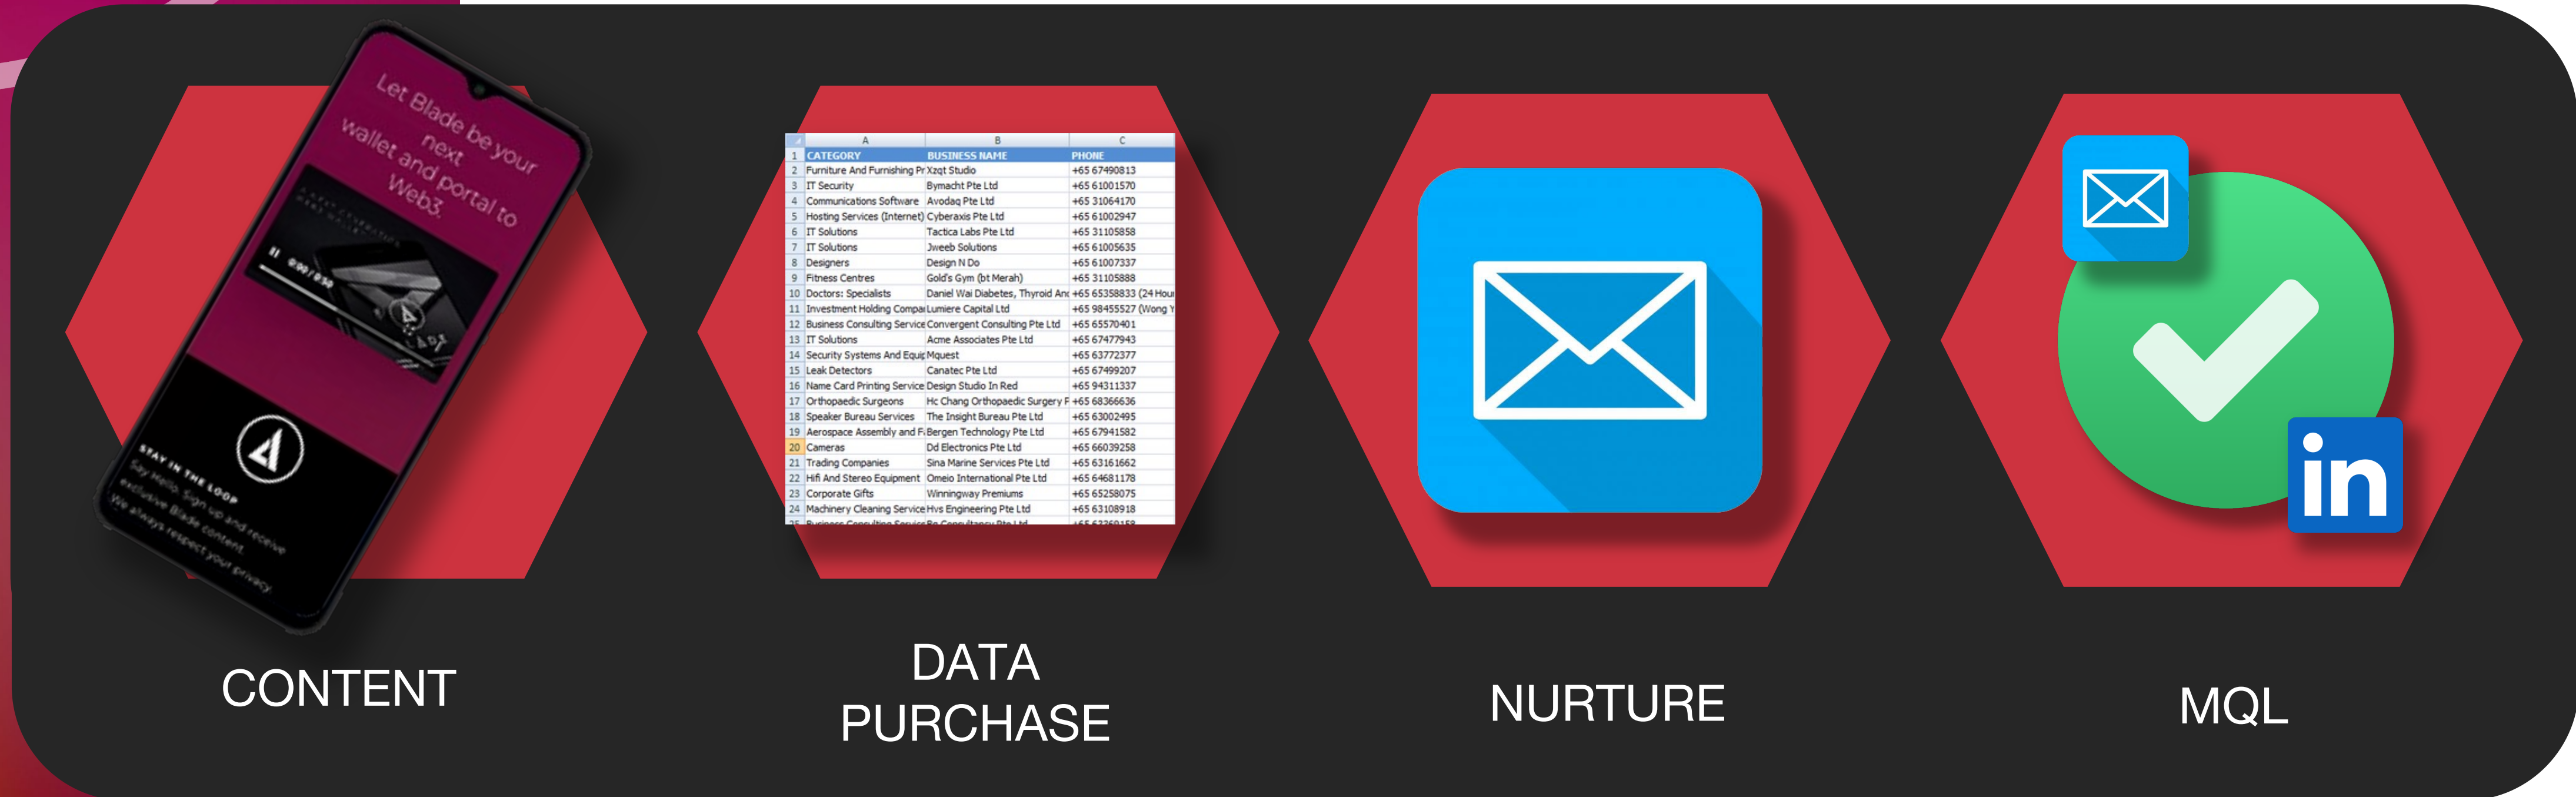 Let Blade be your
next
wallet and portal to
Web3.
0:00 / 0:50
STAY IN THE LOOP
Say Hello. Sign up and receive
exclusive Blade content.
We always respect your privacy.
CONTENT
A B C
1 CATEGORY BUSINESS NAME PHONE
2 Furniture And Furnishing Pr Xzqt Studio +65 67490813
3 IT Security Bymacht Pte Ltd +65 61001570
4 Communications Software Avodaq Pte Ltd +65 31064170
5 Hosting Services (Internet) Cyberaxis Pte Ltd +65 61002947
6 IT Solutions Tactica Labs Pte Ltd +65 31105858
7 IT Solutions Jweeb Solutions +65 61005635
8 Designers Design N Do +65 61007337
9 Fitness Centres Gold's Gym (bt Merah) +65 31105888
10 Doctors: Specialists Daniel Wai Diabetes, Thyroid And +65 65358833 (24 Hour
11 Investment Holding Compa Lumiere Capital Ltd +65 98455527 (Wong Y
12 Business Consulting Service Convergent Consulting Pte Ltd +65 65570401
13 IT Solutions Acme Associates Pte Ltd +65 67477943
14 Security Systems And Equip Mquest +65 63772377
15 Leak Detectors Canatec Pte Ltd +65 67499207
16 Name Card Printing Service Design Studio In Red +65 94311337
17 Orthopaedic Surgeons Hc Chang Orthopaedic Surgery P +65 68366636
18 Speaker Bureau Services The Insight Bureau Pte Ltd +65 63002495
19 Aerospace Assembly and Fa Bergen Technology Pte Ltd +65 67941582
20 Cameras Dd Electronics Pte Ltd +65 66039258
21 Trading Companies Sina Marine Services Pte Ltd +65 63161662
22 Hifi And Stereo Equipment Omeio International Pte Ltd +65 64681178
23 Corporate Gifts Winningway Premiums +65 65258075
24 Machinery Cleaning Service Hvs Engineering Pte Ltd +65 63108918
DATA
PURCHASE
NURTURE
in
MQL